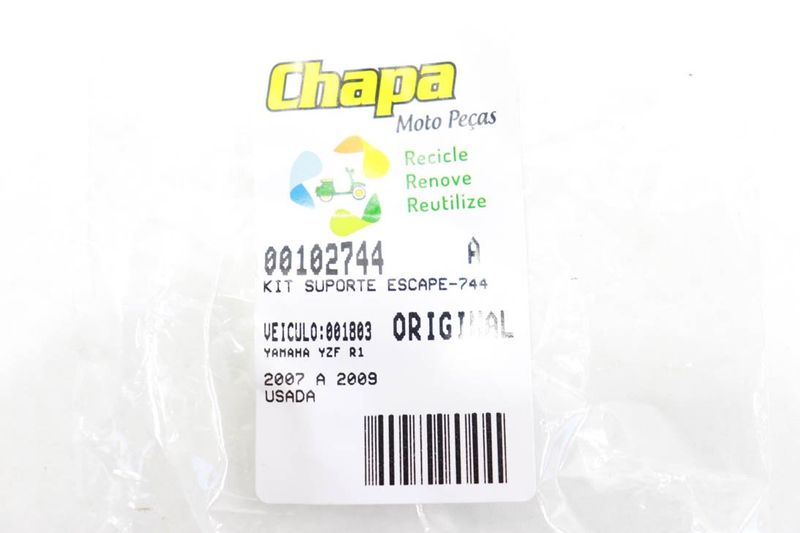 Chapa
Moto Peças
Recicle
Renove
Reutilize
00102744 A
KIT SUPORTE ESCAPE-744
VEICULO:001803 ORIGINAL
YAMAHA YZF R1
2007 A 2009
USADA